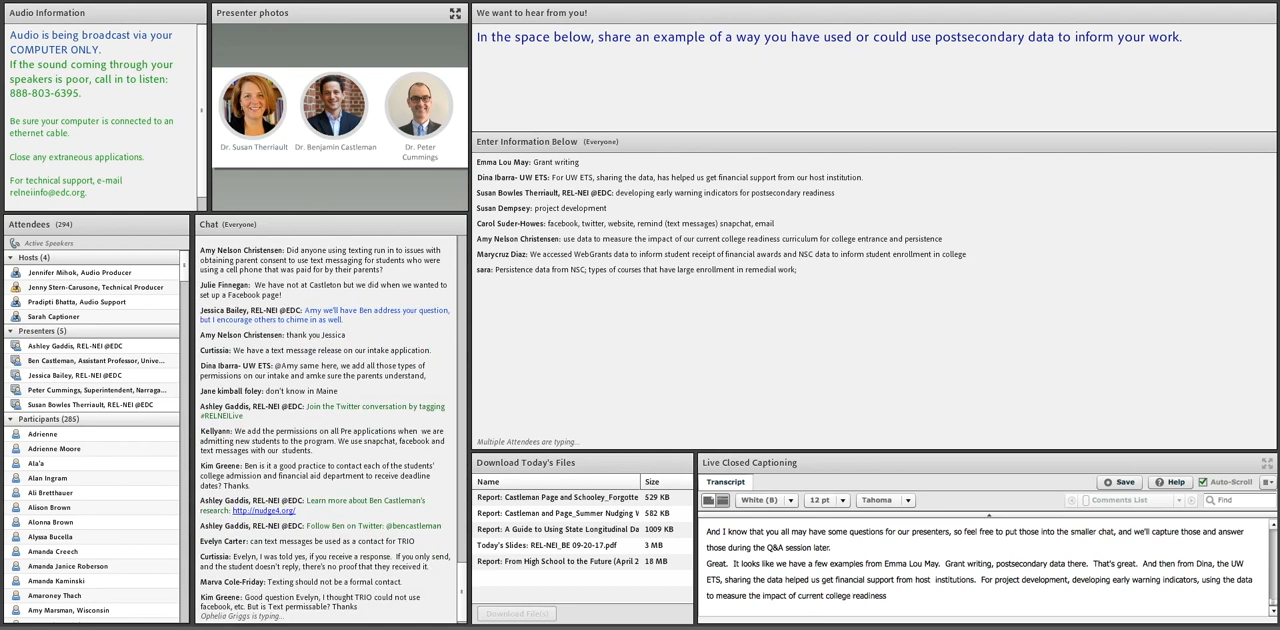 Audio Information
Audio is being broadcast via your
COMPUTER ONLY.
If the sound coming through your
speakers is poor, call in to listen:
888-803-6395.
Be sure your computer is connected to an
ethernet cable.
Close any extraneous applications.
For technical support, e-mail
relneiinfo@edc.org.
Presenter photos
Dr. Susan Therriault
Dr. Benjamin Castleman
Dr. Peter
Cummings
Attendees (294)
Active Speakers
Hosts (4)
Jennifer Mihok, Audio Producer
Jenny Stern-Carusone, Technical Producer
Pradipti Bhatta, Audio Support
Sarah Captioner
Presenters (5)
Ashley Gaddis, REL-NEI @EDC
Ben Castleman, Assistant Professor, Unive...
Jessica Bailey, REL-NEI @EDC
Peter Cummings, Superintendent, Narraga...
Susan Bowles Therriault, REL-NEI @EDC
Participants (285)
Adrienne
Adrienne Moore
Ala'a
Alan Ingram
Ali Bretthauer
Alison Brown
Alonna Brown
Alyssa Bucella
Amanda Creech
Amanda Janice Roberson
Amanda Kaminski
Amaroney Thach
Amy Marsman, Wisconsin
Chat (Everyone)
Amy Nelson Christensen: Did anyone using texting run in to issues with
obtaining parent consent to use text messaging for students who were
using a cell phone that was paid for by their parents?
Julie Finnegan: We have not at Castleton but we did when we wanted to
set up a Facebook page!
Jessica Bailey, REL-NEI @EDC: Amy we'll have Ben address your question,
but I encourage others to chime in as well.
Amy Nelson Christensen: thank you Jessica
Curtissia: We have a text message release on our intake application.
Dina Ibarra- UW ETS: @Amy same here, we add all those types of
permissions on our intake and amke sure the parents understand,
Jane kimball foley: don't know in Maine
Ashley Gaddis, REL-NEI @EDC: Join the Twitter conversation by tagging
#RELNEILive
Kellyann: We add the permissions on all Pre applications when we are
admitting new students to the program. We use snapchat, facebook and
text messages with our students.
Kim Greene: Ben is it a good practice to contact each of the students'
college admission and financial aid department to receive deadline
dates? Thanks.
Ashley Gaddis, REL-NEI @EDC: Learn more about Ben Castleman's
research: http://nudge4.org/
Ashley Gaddis, REL-NEI @EDC: Follow Ben on Twitter: @bencastleman
Evelyn Carter: can text messages be used as a contact for TRIO
Curtissia: Evelyn, I was told yes, if you receive a response. If you only send,
and the student doesn't reply, there's no proof that they received it.
Marva Cole-Friday: Texting should not be a formal contact.
Kim Greene: Good question Evelyn, I thought TRIO could not use
facebook, etc. But is Text permissable? Thanks
Ophelia Griggs is typing...
We want to hear from you!
In the space below, share an example of a way you have used or could use postsecondary data to inform your work.
Enter Information Below (Everyone)
Emma Lou May: Grant writing
Dina Ibarra- UW ETS: For UW ETS, sharing the data, has helped us get financial support from our host institution.
Susan Bowles Therriault, REL-NEI @EDC: developing early warning indicators for postsecondary readiness
Susan Dempsey: project development
Carol Suder-Howes: facebook, twitter, website, remind (text messages) snapchat, email
Amy Nelson Christensen: use data to measure the impact of our current college readiness curriculum for college entrance and persistence
Marycruz Diaz: We accessed WebGrants data to inform student receipt of financial awards and NSC data to inform student enrollment in college
sara: Persistence data from NSC; types of courses that have large enrollment in remedial work;
Multiple Attendees are typing...
Download Today's Files
Name Size
Report: Castleman Page and Schooley_Forgotte 529 KB
Report: Castleman and Page_Summer Nudging V 582 KB
Report: A Guide to Using State Longitudinal Da 1009 KB
Today's Slides: REL-NEI_BE 09-20-17.pdf 3 MB
Report: From High School to the Future (April 2 18 MB
Download File(s)
Live Closed Captioning
Transcript
Save Help Auto-Scroll
White (B) 12 pt Tahoma Comments List Find
And I know that you all may have some questions for our presenters, so feel free to put those into the smaller chat, and we'll capture those and answer
those during the Q&A session later.
Great. It looks like we have a few examples from Emma Lou May. Grant writing, postsecondary data there. That's great. And then from Dina, the UW
ETS, sharing the data helped us get financial support from host institutions. For project development, developing early warning indicators, using the data
to measure the impact of current college readiness